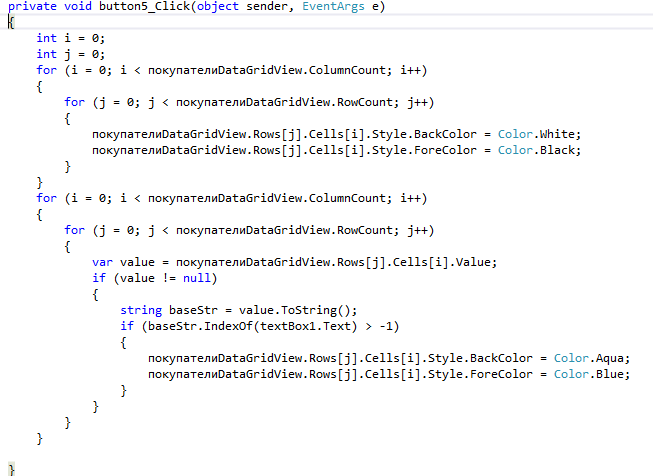 private void button5_Click(object sender, EventArgs e)
{
    int i = 0;
    int j = 0;
    for (i = 0; i < покупателиDataGridView.ColumnCount; i++)
    {
        for (j = 0; j < покупателиDataGridView.RowCount; j++)
        {
            покупателиDataGridView.Rows[j].Cells[i].Style.BackColor = Color.White;
            покупателиDataGridView.Rows[j].Cells[i].Style.ForeColor = Color.Black;
        }
    }
    for (i = 0; i < покупателиDataGridView.ColumnCount; i++)
    {
        for (j = 0; j < покупателиDataGridView.RowCount; j++)
        {
            var value = покупателиDataGridView.Rows[j].Cells[i].Value;
            if (value != null)
            {
                string baseStr = value.ToString();
                if (baseStr.IndexOf(textBox1.Text) > -1)
                {
                    покупателиDataGridView.Rows[j].Cells[i].Style.BackColor = Color.Aqua;
                    покупателиDataGridView.Rows[j].Cells[i].Style.ForeColor = Color.Blue;
                }
            }
        }
    }
}